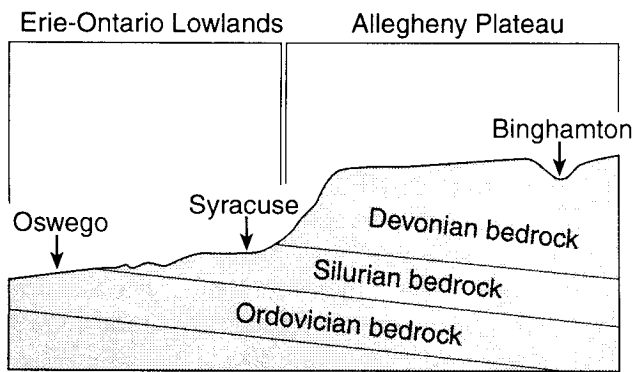 Erie-Ontario Lowlands
Allegheny Plateau
Binghamton
Syracuse
Oswego
Devonian bedrock
Silurian bedrock
Ordovician bedrock